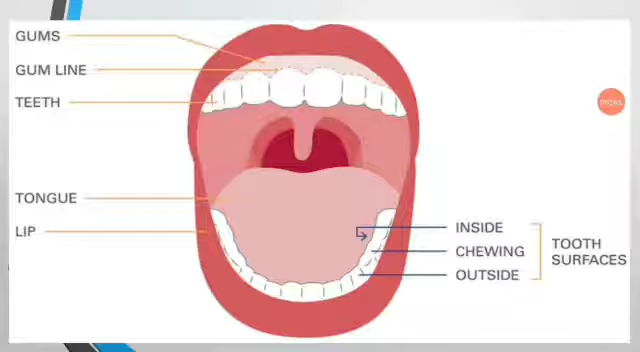 GUMS
GUM LINE
TEETH
TONGUE
LIP
INSIDE
CHEWING
OUTSIDE
TOOTH
SURFACES